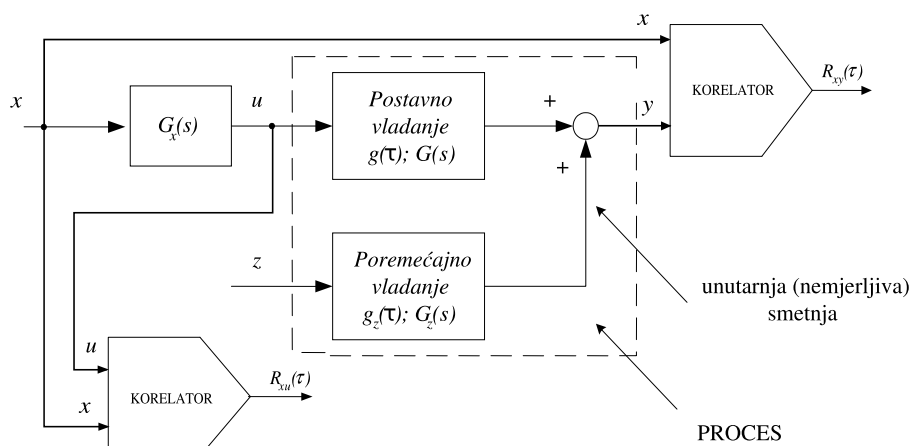 x
R_xy(τ)
KORELATOR
x
u
G_x(s)
Postavno
vladanje
g(τ); G(s)
+
+
y
z
Poremećajno
vladanje
g_z(τ); G_z(s)
unutarnja (nemjerljiva)
smetnja
u
x
KORELATOR
R_xu(τ)
PROCES